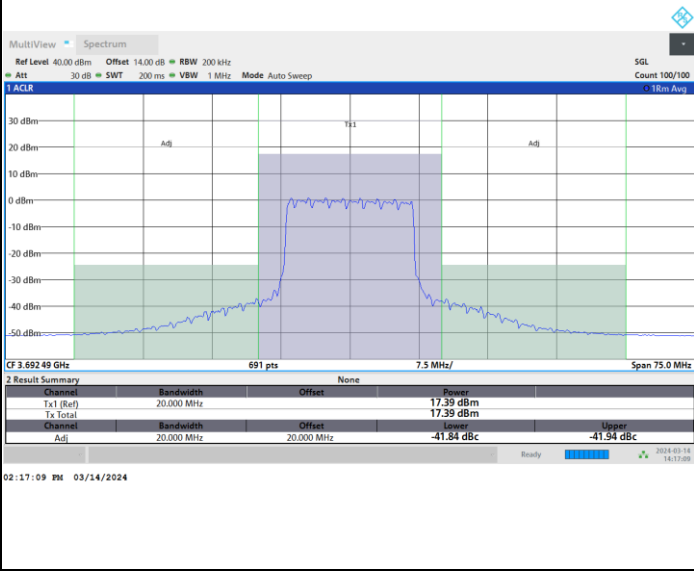 MultiView Spectrum
Ref Level 40.00 dBm Offset 14.00 dB RBW 200 kHz SGL
Att 30 dB SWT 200 ms VBW 1 MHz Mode Auto Sweep Count 100/100
1 ACLR 1Rm Avg
Tx1
30 dBm
Adj Adj
20 dBm
10 dBm
0 dBm
-10 dBm
-20 dBm
-30 dBm
-40 dBm
-50 dBm
CF 3.692 49 GHz 691 pts 7.5 MHz/ Span 75.0 MHz
2 Result Summary None
Channel Bandwidth Offset Power
Tx1 (Ref) 20.000 MHz 17.39 dBm
Tx Total 17.39 dBm
Channel Bandwidth Offset Lower Upper
Adj 20.000 MHz 20.000 MHz -41.84 dBc -41.94 dBc
Ready 2024-03-14
14:17:09
02:17:09 PM 03/14/2024